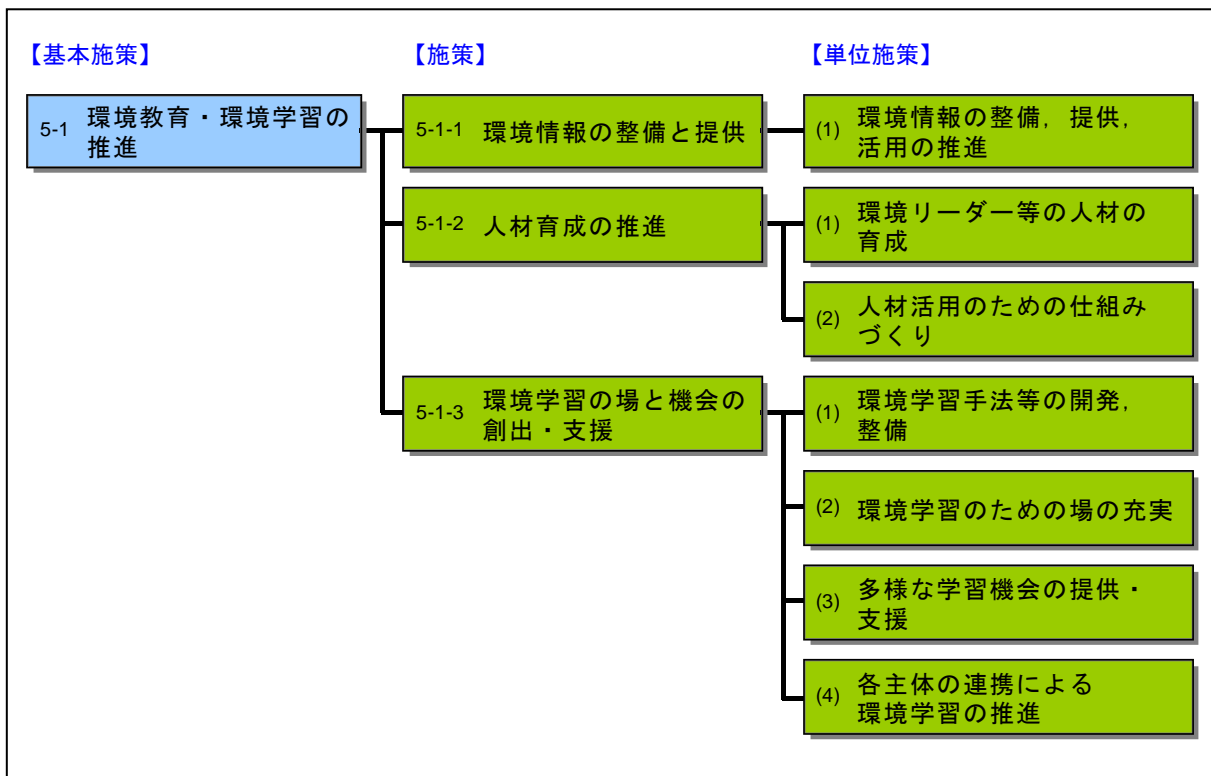 【基本施策】
【施策】
【単位施策】
5-1 環境教育・環境学習の
推進
5-1-1 環境情報の整備と提供
(1) 環境情報の整備，提供，
活用の推進
5-1-2 人材育成の推進
(1) 環境リーダー等の人材の
育成
(2) 人材活用のための仕組み
づくり
5-1-3 環境学習の場と機会の
創出・支援
(1) 環境学習手法等の開発，
整備
(2) 環境学習のための場の充実
(3) 多様な学習機会の提供・
支援
(4) 各主体の連携による
環境学習の推進